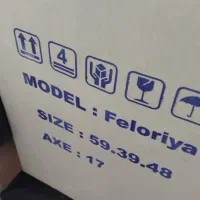 4
MODEL : Feloriya
SIZE : 59.39.48
AXE : 17